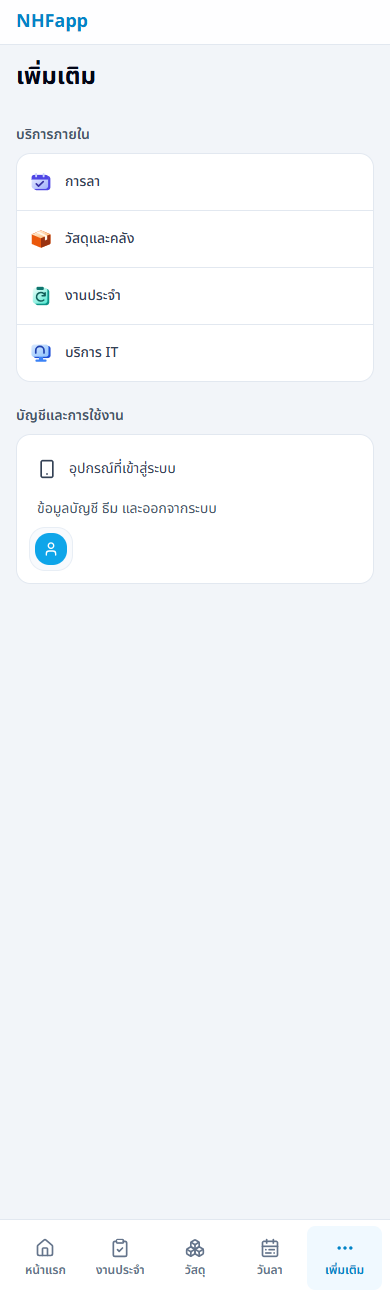 NHFapp
เพิ่มเติม
บริการภายใน
การลา
วัสดุและคลัง
งานประจำ
บริการ IT
บัญชีและการใช้งาน
อุปกรณ์ที่เข้าสู่ระบบ
ข้อมูลบัญชี ธีม และออกจากระบบ
หน้าแรก
งานประจำ
วัสดุ
วันลา
เพิ่มเติม